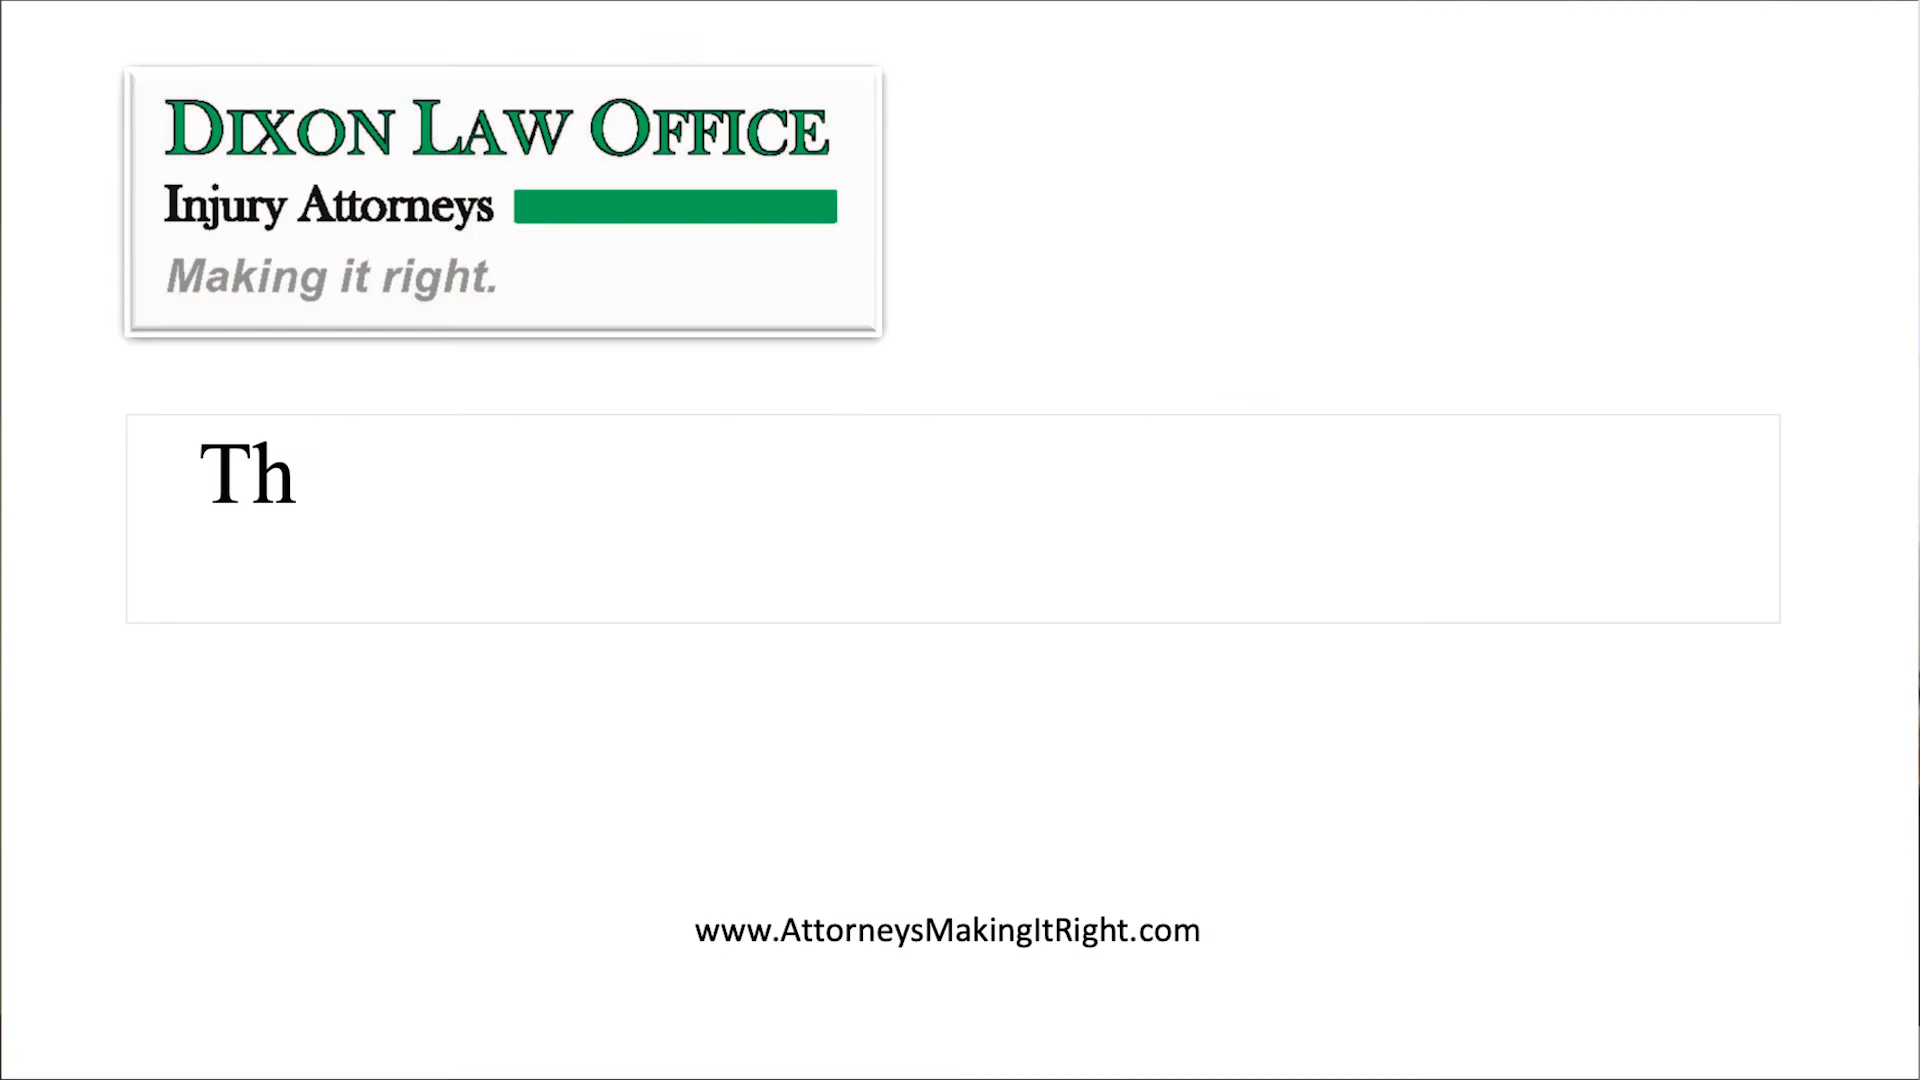 DIXON LAW OFFICE
Injury Attorneys
Making it right.
Th
www.AttorneysMakingItRight.com